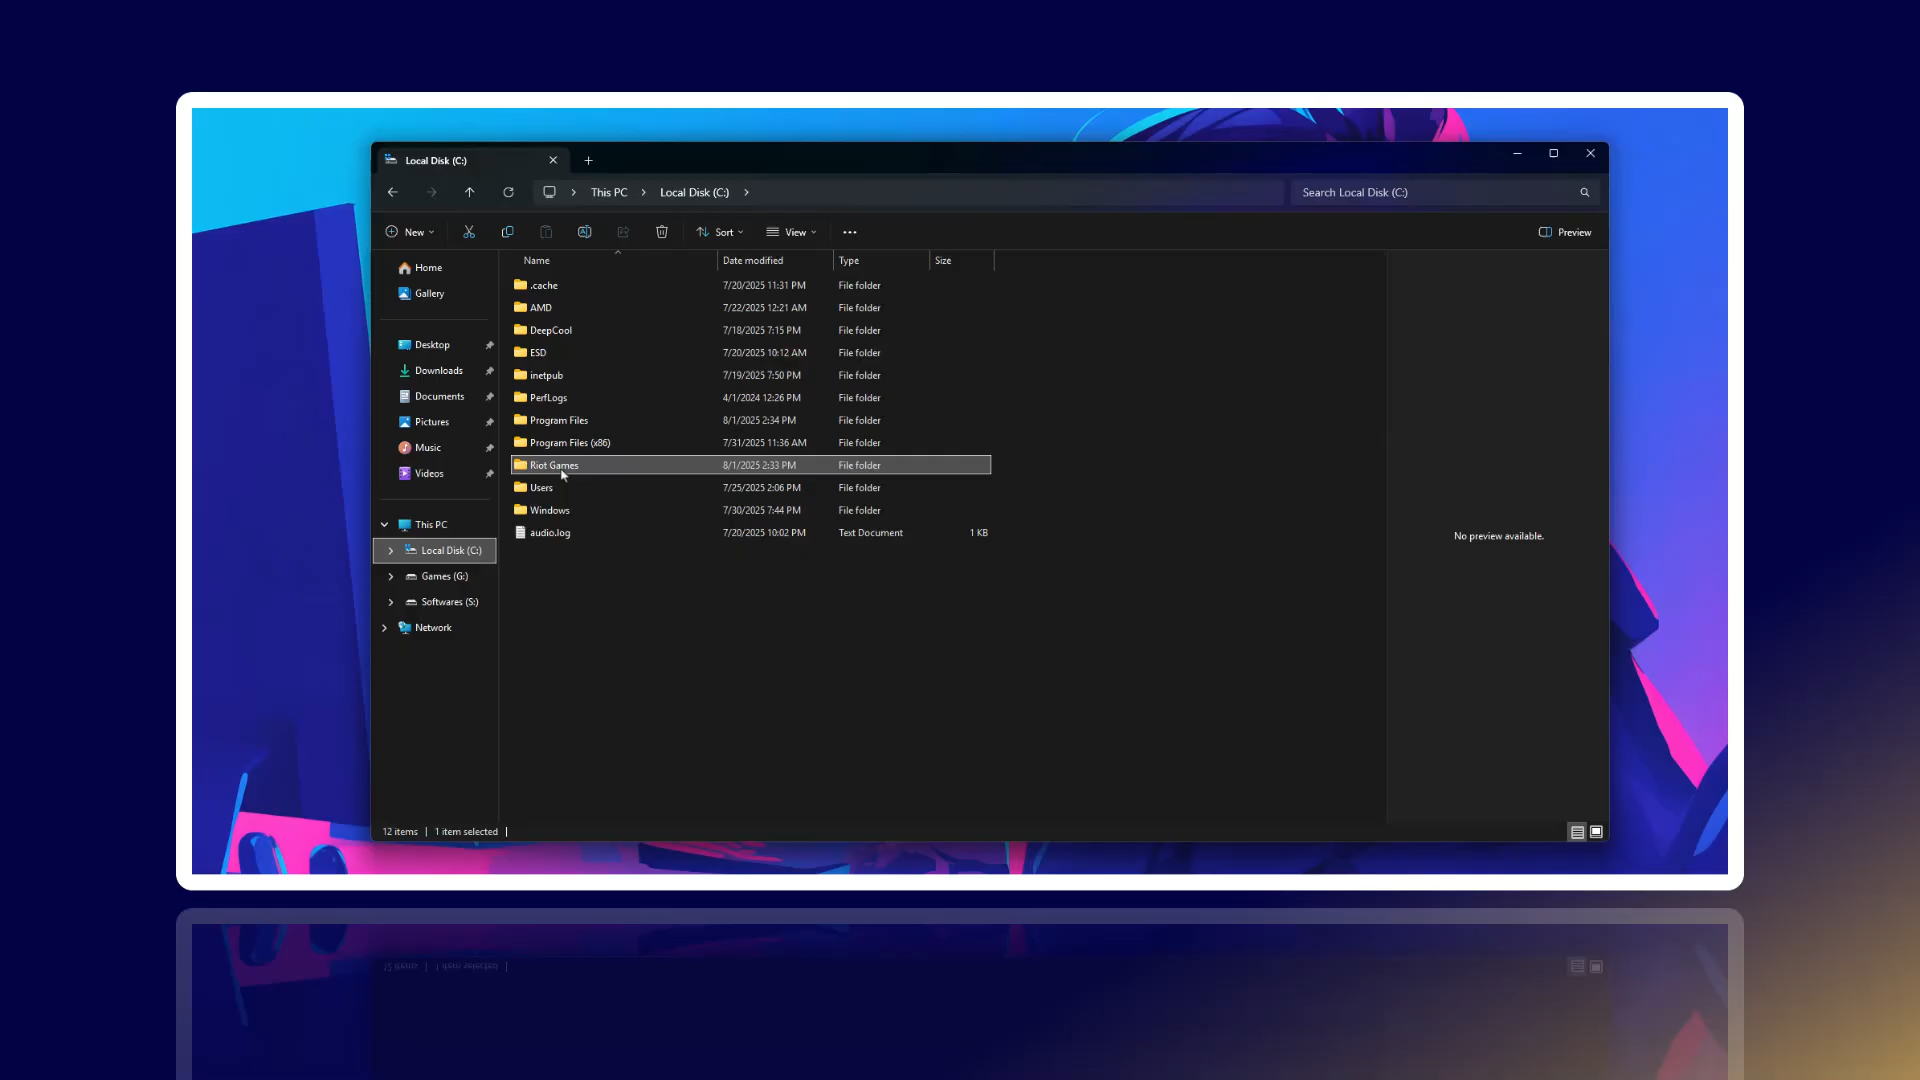 Local Disk (C:)
This PC
Local Disk (C:)
Search Local Disk (C:)
New
Sort
View
Preview
Home
Gallery
Desktop
Downloads
Documents
Pictures
Music
Videos
This PC
Local Disk (C:)
Games (G:)
Softwares (S:)
Network
Name Date modified Type Size
.cache 7/20/2025 11:31 PM File folder
AMD 7/22/2025 12:21 AM File folder
DeepCool 7/18/2025 7:15 PM File folder
ESD 7/20/2025 10:12 AM File folder
inetpub 7/19/2025 7:50 PM File folder
PerfLogs 4/1/2024 12:26 PM File folder
Program Files 8/1/2025 2:34 PM File folder
Program Files (x86) 7/31/2025 11:36 AM File folder
Riot Games 8/1/2025 2:33 PM File folder
Users 7/25/2025 2:06 PM File folder
Windows 7/30/2025 7:44 PM File folder
audio.log 7/20/2025 10:02 PM Text Document 1 KB
No preview available.
12 items 1 item selected
12 items 1 item selected